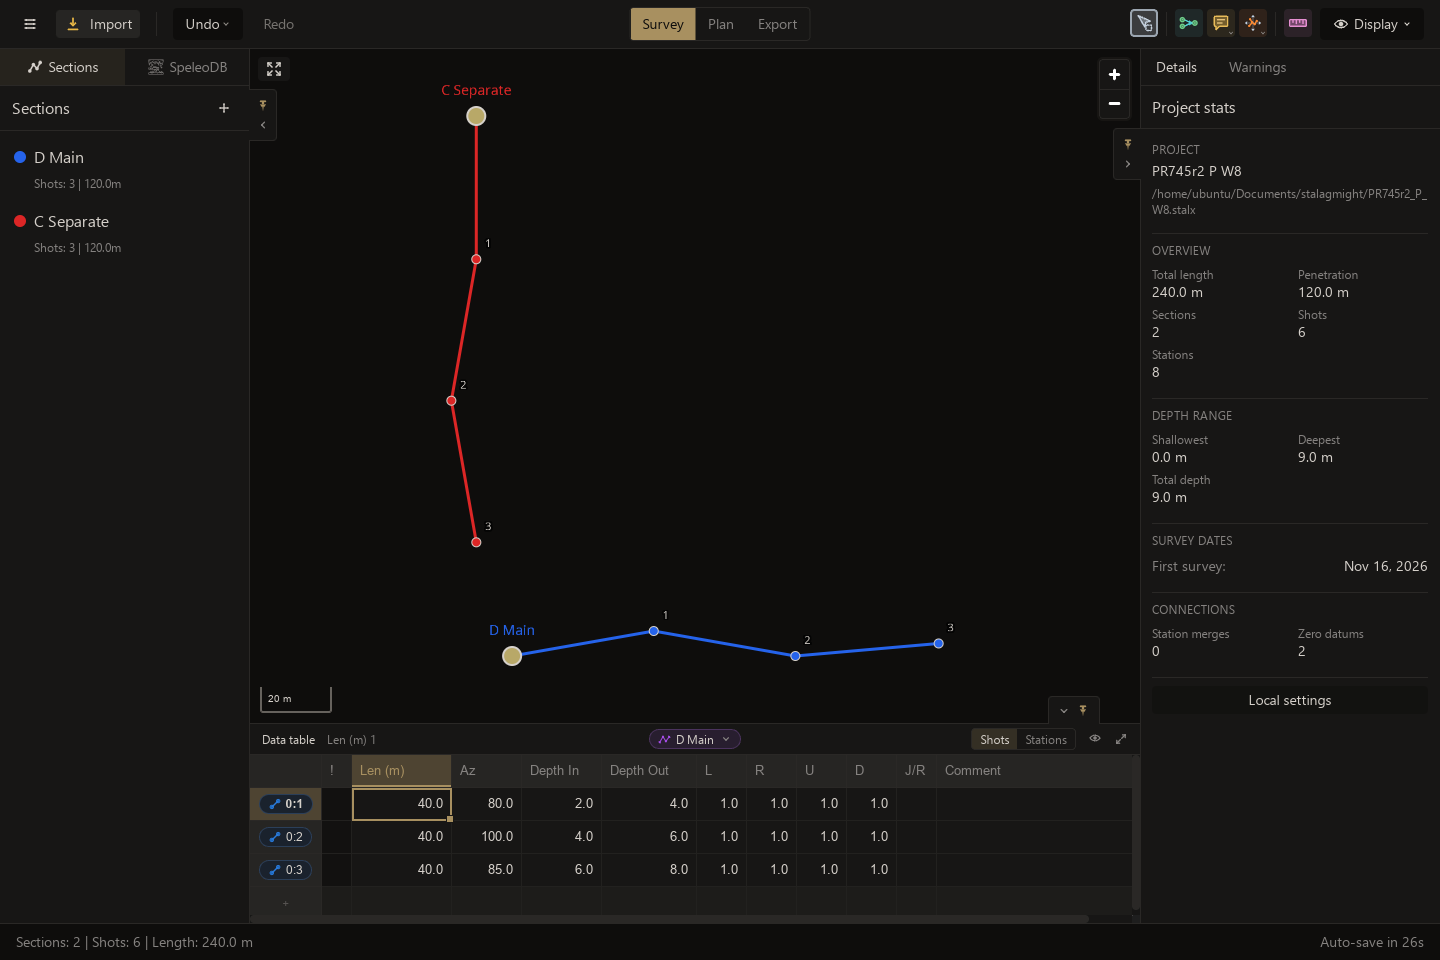 Import
Undo
Redo
Survey
Plan
Export
Display
Sections
SpeleoDB
Details
Warnings
Sections
Project stats
D Main
Shots: 3 | 120.0m
C Separate
Shots: 3 | 120.0m
C Separate
1
2
3
D Main
1
2
3
20 m
PROJECT
PR745r2 P W8
/home/ubuntu/Documents/stalagmight/PR745r2_P_
W8.stalx
OVERVIEW
Total length
Penetration
240.0 m
120.0 m
Sections
Shots
2
6
Stations
8
DEPTH RANGE
Shallowest
Deepest
0.0 m
9.0 m
Total depth
9.0 m
SURVEY DATES
First survey:
Nov 16, 2026
CONNECTIONS
Station merges
Zero datums
0
2
Local settings
Data table
Len (m) 1
D Main
Shots
Stations
! Len (m) Az Depth In Depth Out L R U D J/R Comment
0:1 40.0 80.0 2.0 4.0 1.0 1.0 1.0 1.0
0:2 40.0 100.0 4.0 6.0 1.0 1.0 1.0 1.0
0:3 40.0 85.0 6.0 8.0 1.0 1.0 1.0 1.0
+
Sections: 2 | Shots: 6 | Length: 240.0 m
Auto-save in 26s